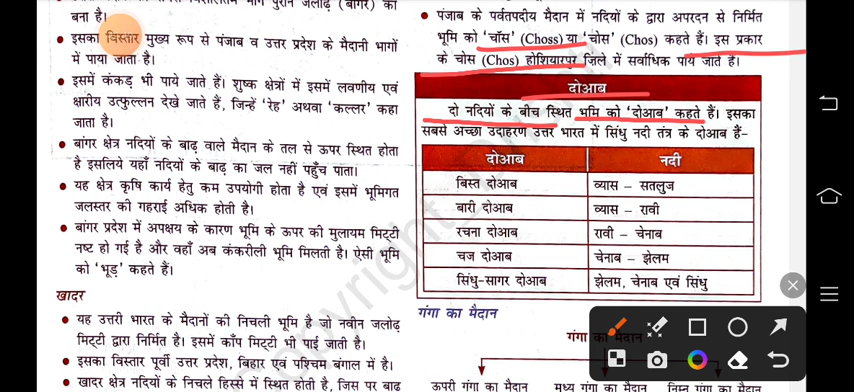 बना है।
इसका विस्तार मुख्य रूप से पंजाब व उत्तर प्रदेश के मैदानी भागों
में पाया जाता है।
इसमें कंकड़ भी पाये जाते हैं। शुष्क क्षेत्रों में इसमें लवणीय एवं
क्षारीय उत्फुल्लन देखे जाते हैं, जिन्हें 'रेह' अथवा 'कल्लर' कहा
जाता है।
बांगर क्षेत्र नदियों के बाढ़ वाले मैदान के तल से ऊपर स्थित होता
है इसलिये यहाँ नदियों के बाढ़ का जल नहीं पहुँच पाता।
यह क्षेत्र कृषि कार्य हेतु कम उपयोगी होता है एवं इसमें भूमिगत
जलस्तर की गहराई अधिक होती है।
बांगर प्रदेश में अपक्षय के कारण भूमि के ऊपर की मुलायम मिट्टी
नष्ट हो गई है और वहाँ अब कंकरीली भूमि मिलती है। ऐसी भूमि
को 'भूड़' कहते हैं।
खादर
यह उत्तरी भारत के मैदानों की निचली भूमि है जो नवीन जलोढ़
मिट्टी द्वारा निर्मित है। इसमें काँप मिट्टी भी पाई जाती है।
इसका विस्तार पूर्वी उत्तर प्रदेश, बिहार एवं पश्चिम बंगाल में है।
खादर क्षेत्र नदियों के निचले हिस्से में स्थित होती है, जिस पर बाढ़
पंजाब के पर्वतपदीय मैदान में नदियों के द्वारा अपरदन से निर्मित
भूमि को 'चॉस' (Choss) या 'चोस' (Chos) कहते हैं। इस प्रकार
के चोस (Chos) होशियारपुर जिले में सर्वाधिक पाये जाते हैं।
दोआब
दो नदियों के बीच स्थित भूमि को 'दोआब' कहते हैं। इसका
सबसे अच्छा उदाहरण उत्तर भारत में सिंधु नदी तंत्र के दोआब हैं-
दोआब नदी
बिस्त दोआब व्यास – सतलुज
बारी दोआब व्यास – रावी
रचना दोआब रावी – चेनाब
चज दोआब चेनाब – झेलम
सिंधु-सागर दोआब झेलम, चेनाब एवं सिंधु
गंगा का मैदान
गंगा का मैदान
ऊपरी गंगा का मैदान मध्य गंगा का मैदान निम्न गंगा का मैदान